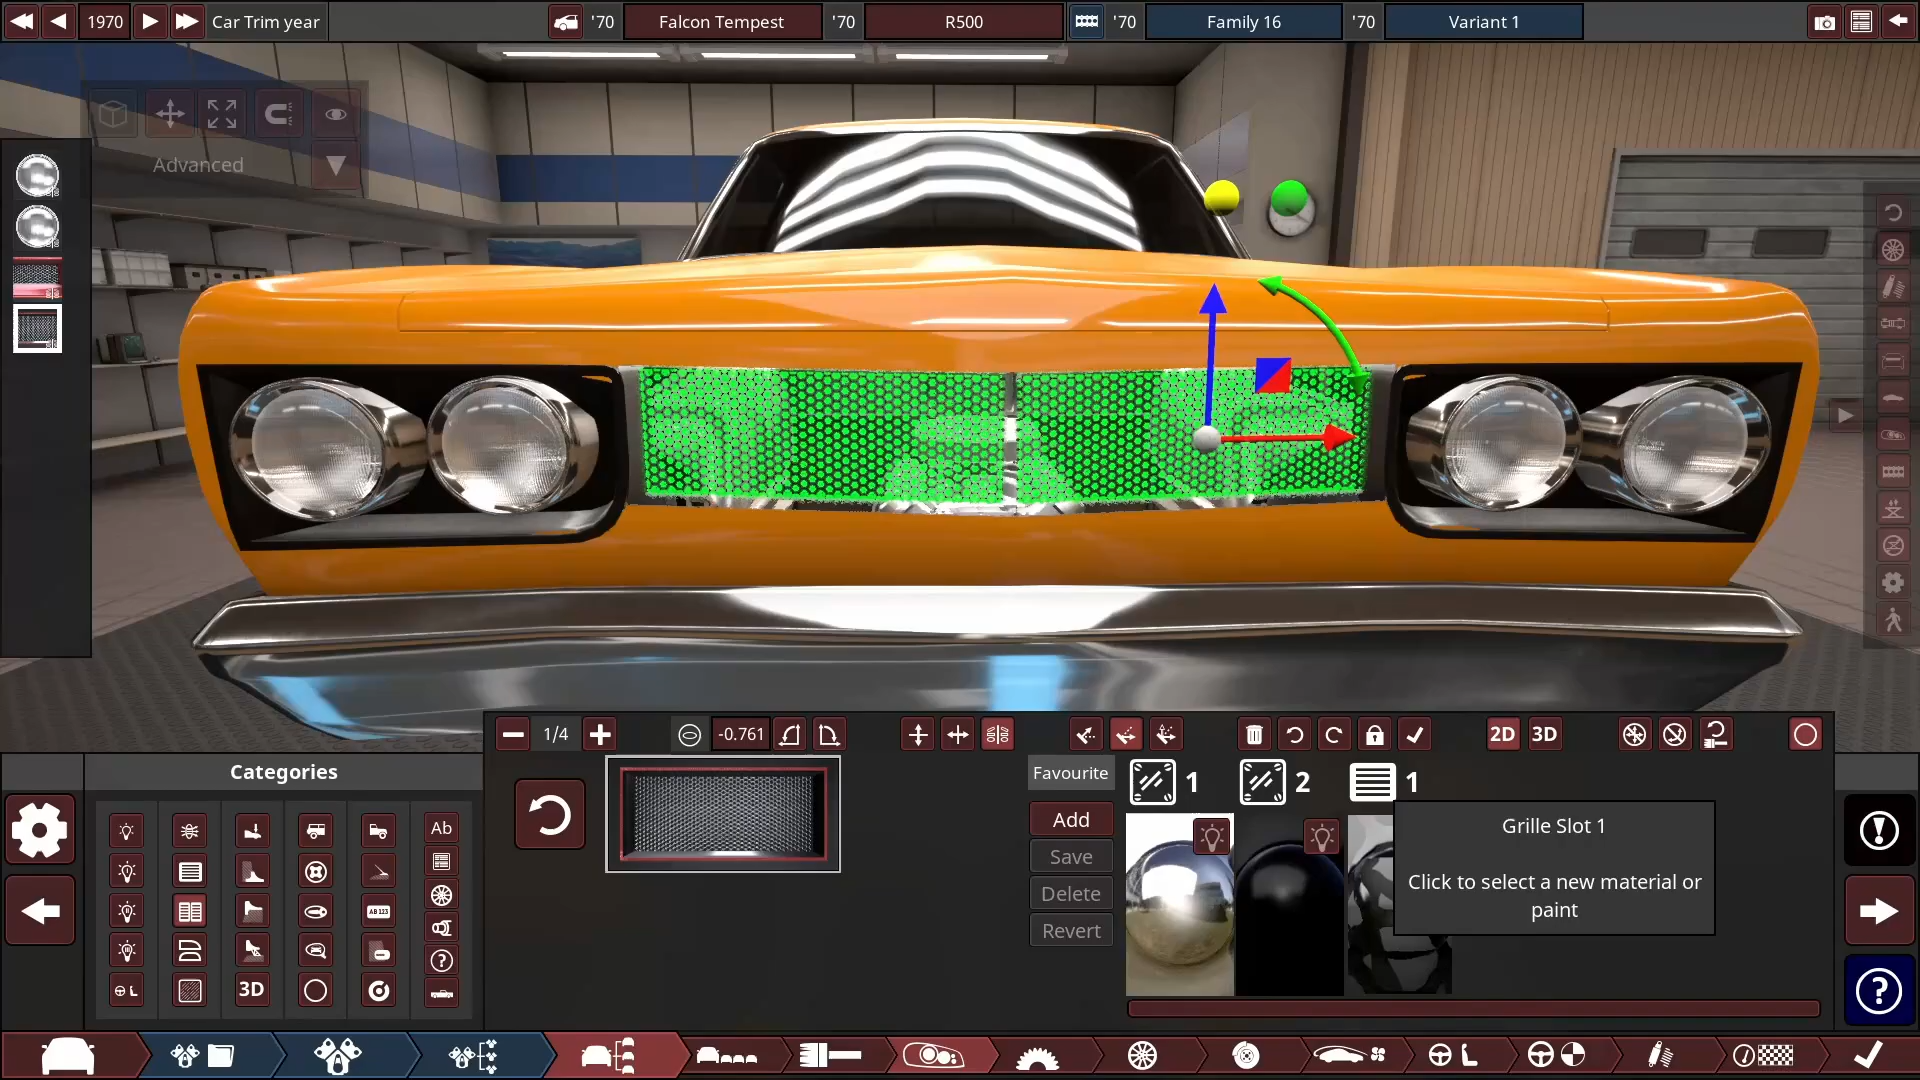 1970 Car Trim year '70 Falcon Tempest '70 R500 '70 Family 16 '70 Variant 1
Advanced
1/4 -0.761 2D 3D
Categories
Ab
AB 123
3D
Favourite
Add
Save
Delete
Revert
1 2 1
Grille Slot 1
Click to select a new material or
paint